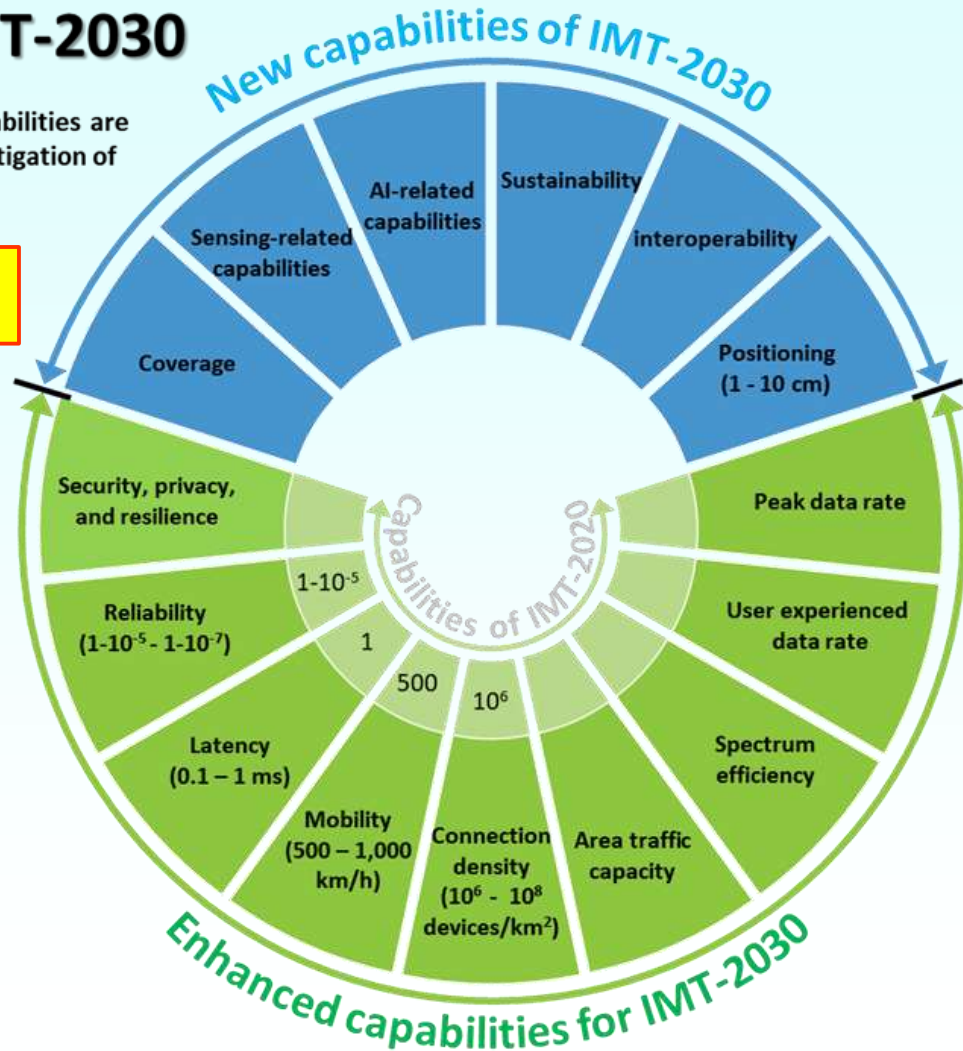 T-2030
abilities are
tigation of
New capabilities of IMT-2030
Coverage
Sensing-related
capabilities
AI-related
capabilities
Sustainability
interoperability
Positioning
(1 - 10 cm)
Security, privacy,
and resilience
Reliability
(1-10⁻⁵ - 1-10⁻⁷)
Latency
(0.1 – 1 ms)
Mobility
(500 – 1,000
km/h)
Connection
density
(10⁶ - 10⁸
devices/km²)
Area traffic
capacity
Spectrum
efficiency
User experienced
data rate
Peak data rate
1-10⁻⁵
1
500
10⁶
Capabilities of IMT-2020
Enhanced capabilities for IMT-2030